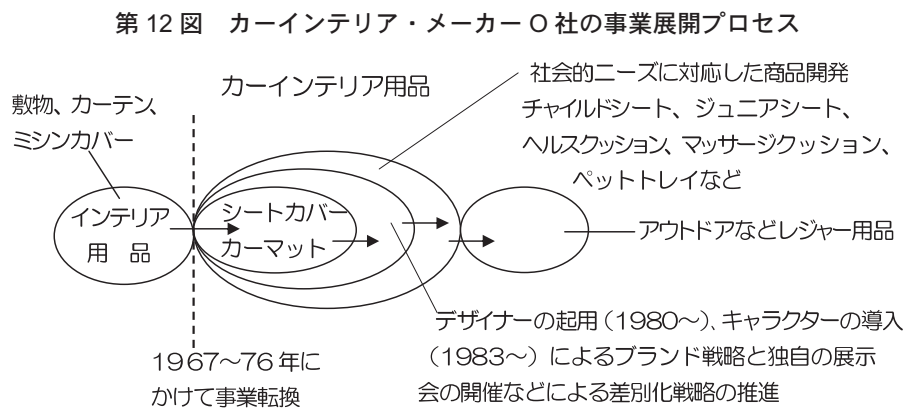 第12図　カーインテリア・メーカーO社の事業展開プロセス
カーインテリア用品
敷物、カーテン、
ミシンカバー
社会的ニーズに対応した商品開発
チャイルドシート、ジュニアシート、
ヘルスクッション、マッサージクッション、
ペットトレイなど
インテリア
用　品
シートカバー
カーマット
アウトドアなどレジャー用品
デザイナーの起用（1980～）、キャラクターの導入
（1983～）によるブランド戦略と独自の展示
会の開催などによる差別化戦略の推進
1967～76年に
かけて事業転換